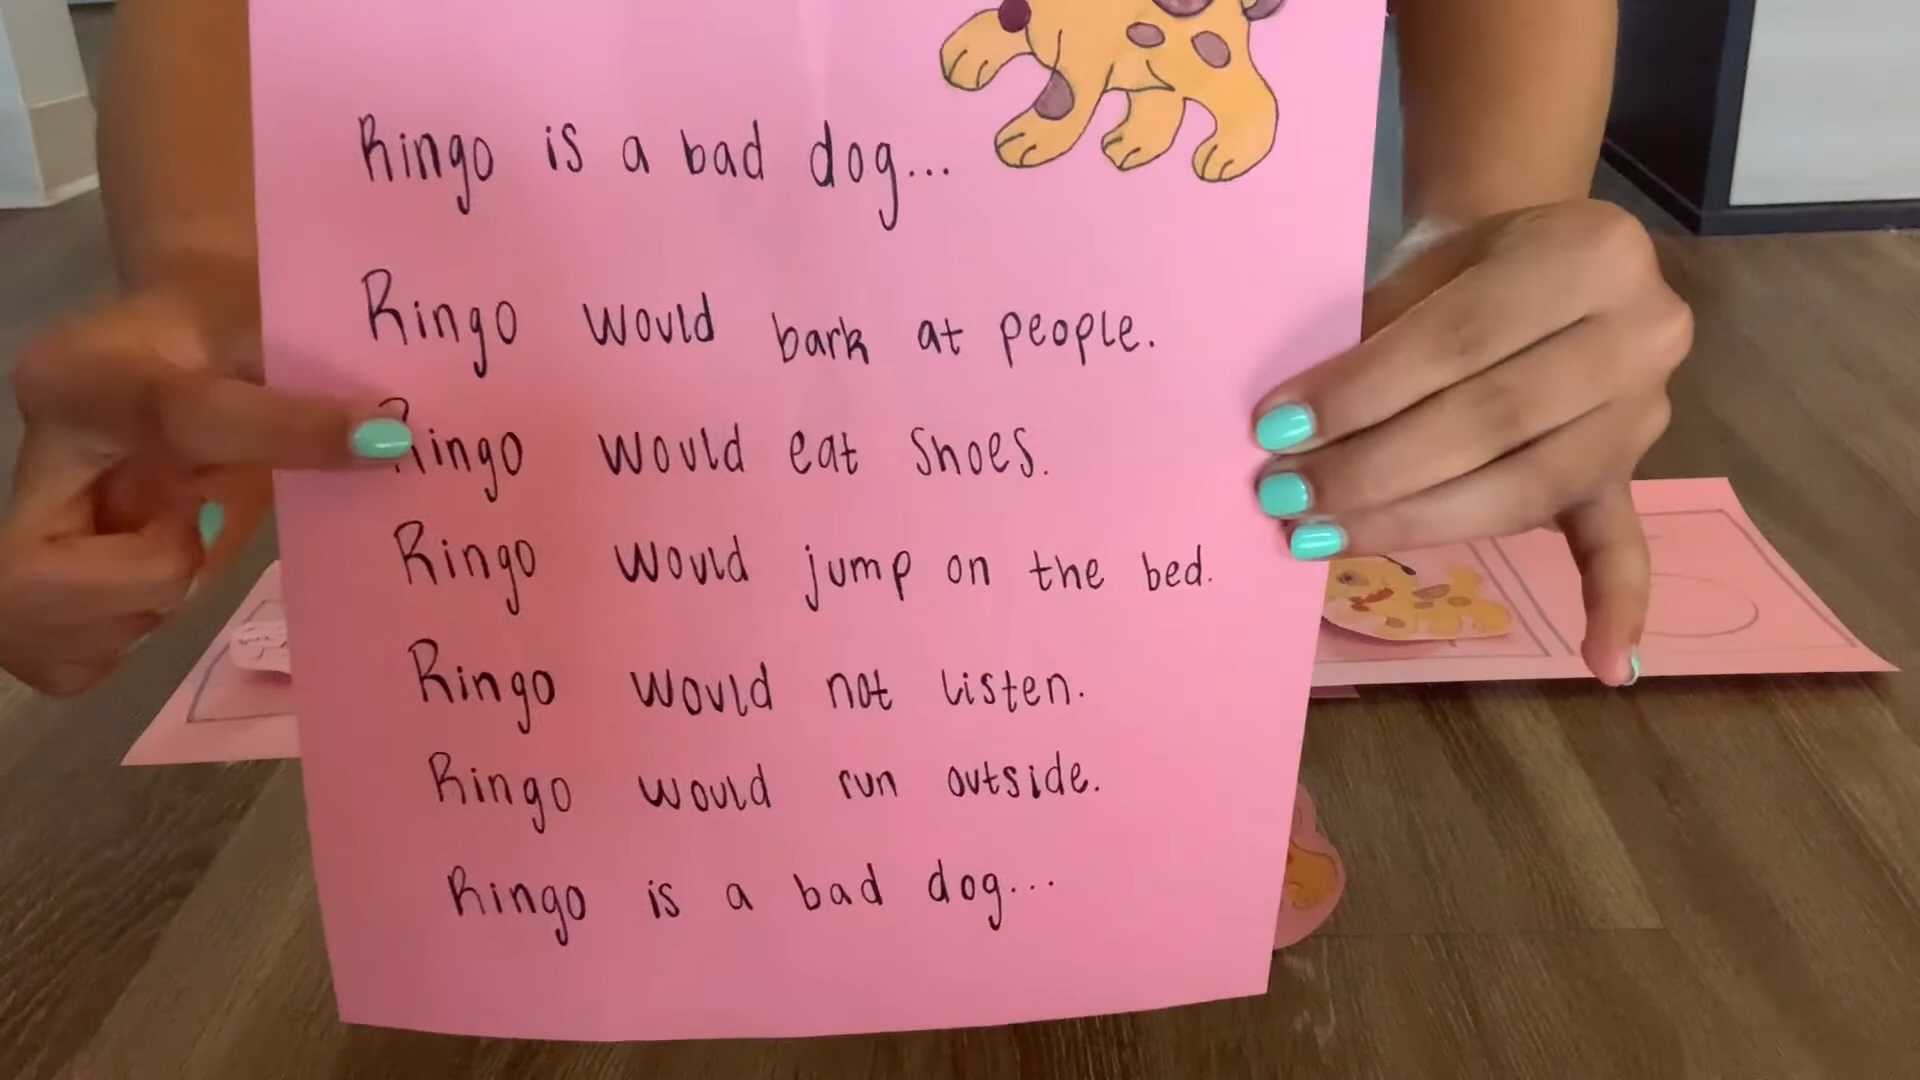 Ringo is a bad dog...
Ringo would bark at people.
Ringo would eat shoes.
Ringo would jump on the bed.
Ringo would not listen.
Ringo would run outside.
Ringo is a bad dog...